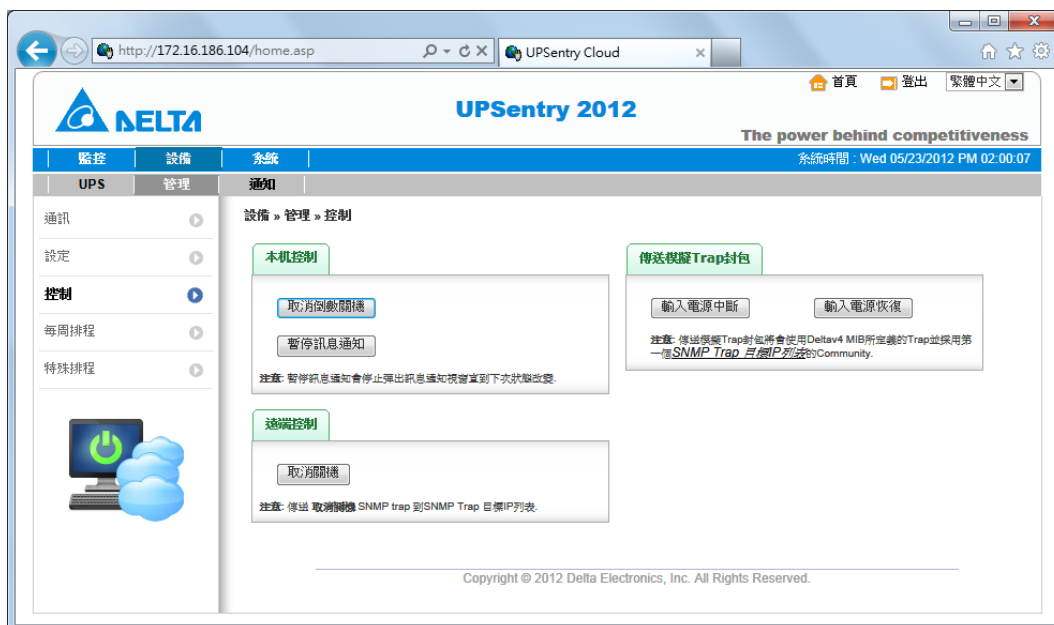 http://172.16.186.104/home.asp
UPSentry Cloud
首頁 登出 繁體中文
DELTA
UPSentry 2012
The power behind competitiveness
監控 設備 系統
系統時間 : Wed 05/23/2012 PM 02:00:07
UPS 管理 通知
通訊
設定
控制
每周排程
特殊排程
設備 » 管理 » 控制
本机控制
取消倒數關機
暫停訊息通知
注意: 暫停訊息通知會停止彈出訊息通知視窗直到下次狀態改變.
遠端控制
取消關機
注意: 傳送 取消關機 SNMP trap 到SNMP Trap 目標IP列表.
傳送模擬Trap封包
輸入電源中斷 輸入電源恢復
注意: 傳送模擬Trap封包將會使用Deltav4 MIB所定義的Trap並採用第
一個SNMP Trap 目標IP列表的Community.
Copyright © 2012 Delta Electronics, Inc. All Rights Reserved.